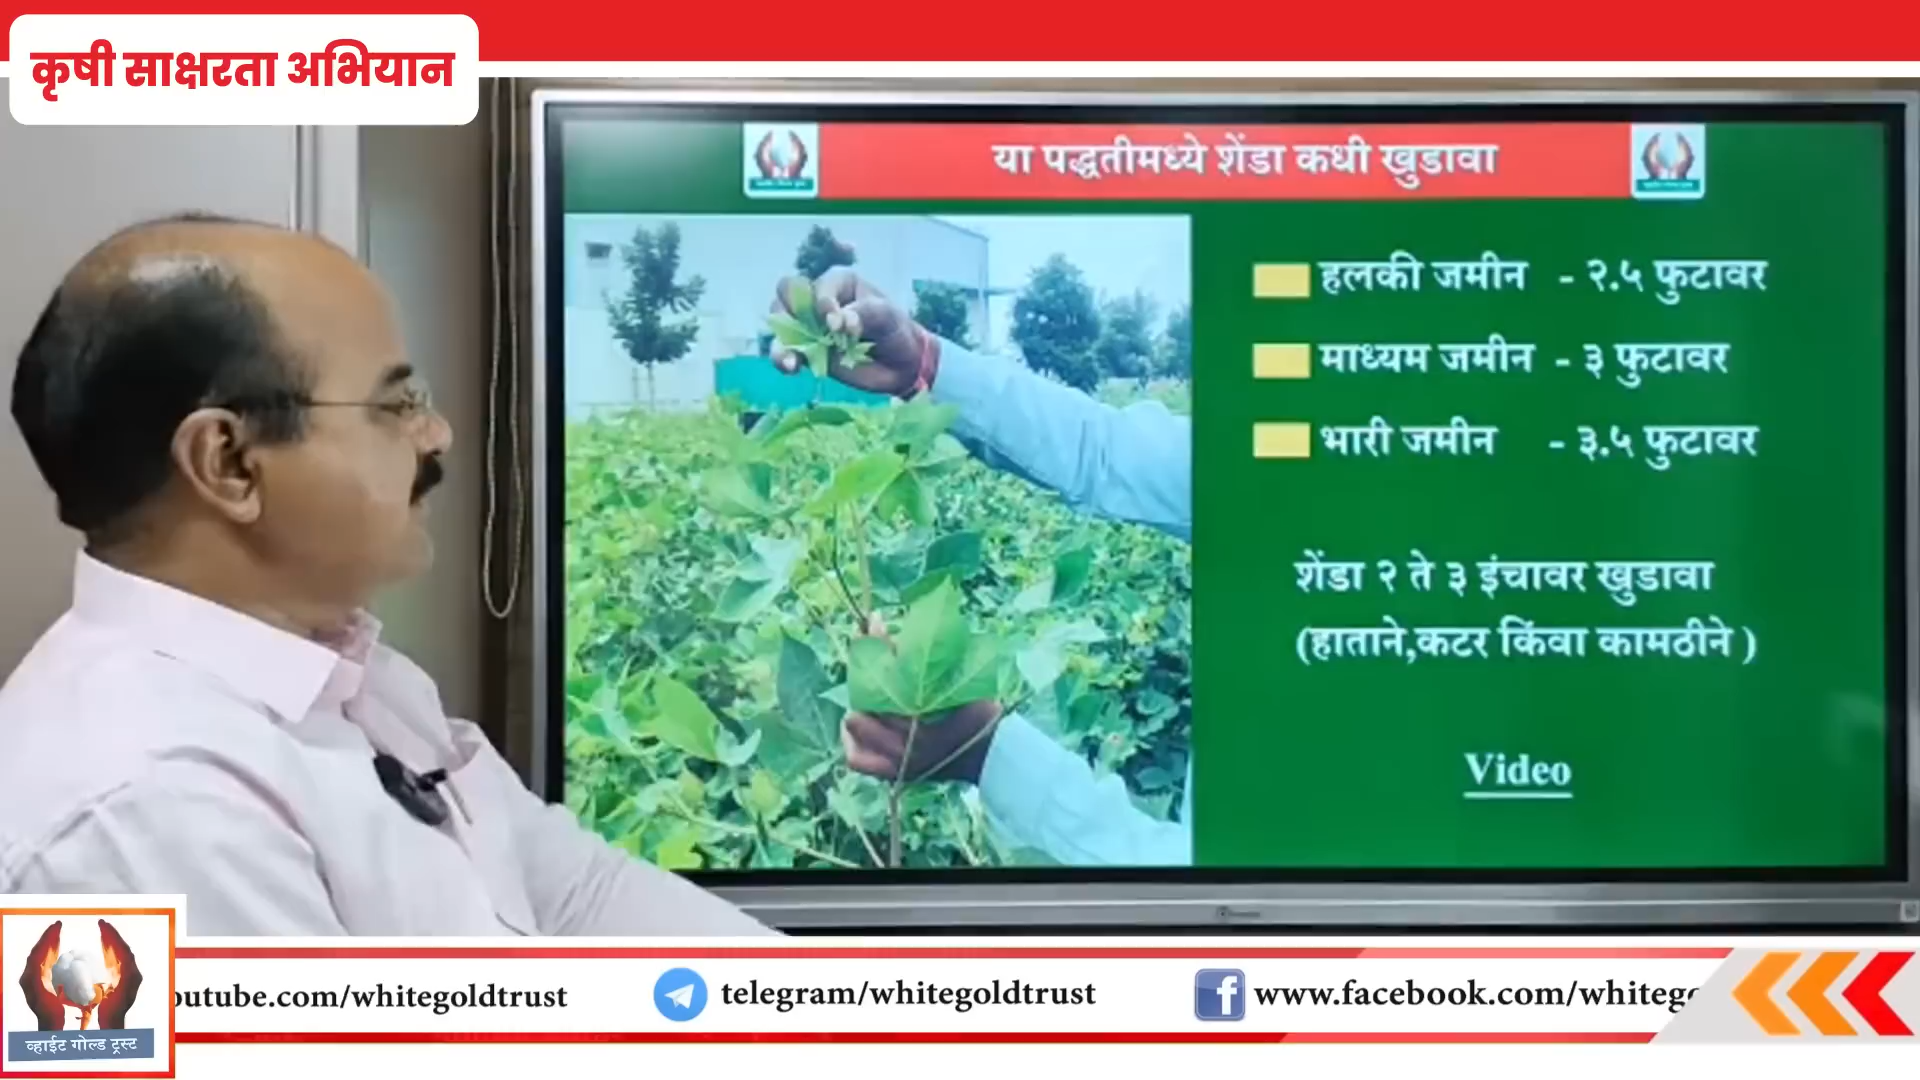 कृषी साक्षरता अभियान
या पद्धतीमध्ये शेंडा कधी खुडावा
हलकी जमीन - २.५ फुटावर
माध्यम जमीन - ३ फुटावर
भारी जमीन - ३.५ फुटावर
शेंडा २ ते ३ इंचावर खुडावा
(हाताने,कटर किंवा कामठीने )
Video
व्हाईट गोल्ड ट्रस्ट
outube.com/whitegoldtrust
telegram/whitegoldtrust
www.facebook.com/whiteg